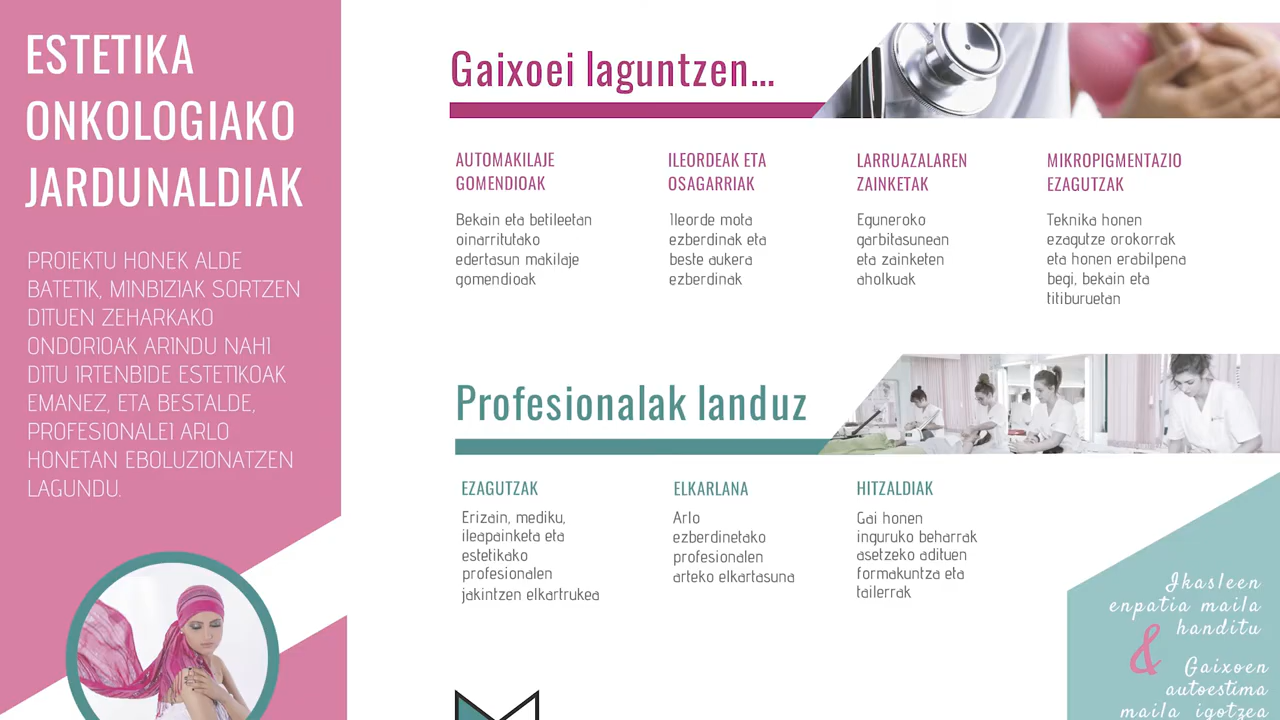 ESTETIKA
ONKOLOGIAKO
JARDUNALDIAK
PROIEKTU HONEK ALDE
BATETIK, MINBIZIAK SORTZEN
DITUEN ZEHARKAKO
ONDORIOAK ARINDU NAHI
DITU IRTENBIDE ESTETIKOAK
EMANEZ, ETA BESTALDE,
PROFESIONALEI ARLO
HONETAN EBOLUZIONATZEN
LAGUNDU.
Gaixoei laguntzen...
AUTOMAKILAJE
GOMENDIOAK
Bekain eta betileetan
oinarritutako
edertasun makilaje
gomendioak
ILEORDEAK ETA
OSAGARRIAK
Ileorde mota
ezberdinak eta
beste aukera
ezberdinak
LARRUAZALAREN
ZAINKETAK
Eguneroko
garbitasunean
eta zainketen
aholkuak
MIKROPIGMENTAZIO
EZAGUTZAK
Teknika honen
ezagutze orokorrak
eta honen erabilpena
begi, bekain eta
titiburuetan
Profesionalak landuz
EZAGUTZAK
Erizain, mediku,
ileapainketa eta
estetikako
profesionalen
jakintzen elkartrukea
ELKARLANA
Arlo
ezberdinetako
profesionalen
arteko elkartasuna
HITZALDIAK
Gai honen
inguruko beharrak
asetzeko adituen
formakuntza eta
tailerrak
Ikasleen
enpatia maila
handitu
&
Gaixoen
autoestima
maila igotzea